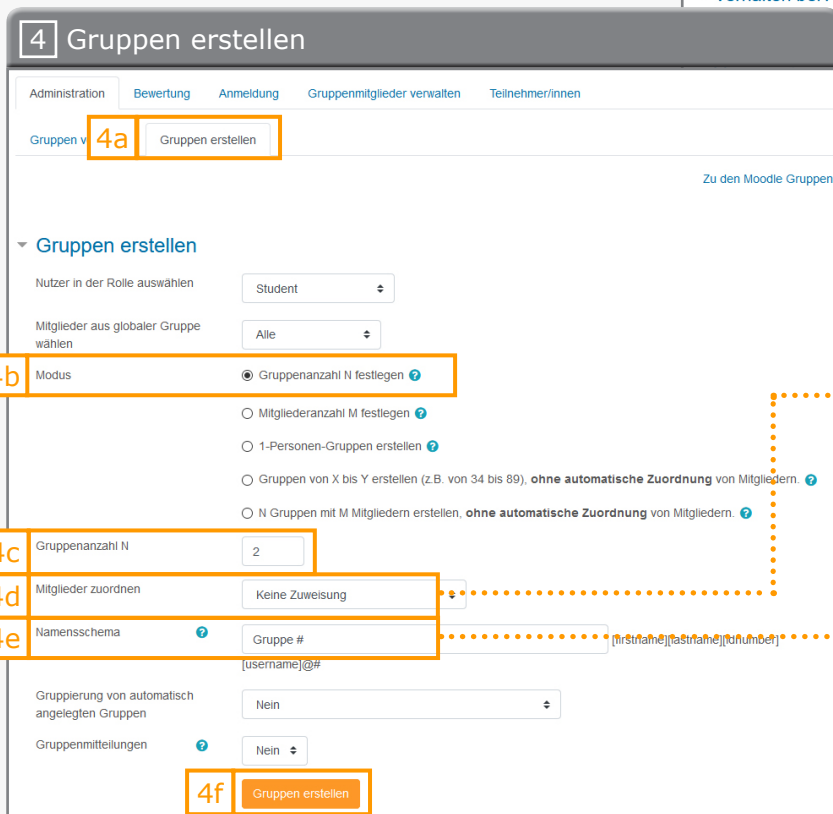 4 Gruppen erstellen
Administration Bewertung Anmeldung Gruppenmitglieder verwalten Teilnehmer/innen
Gruppen v 4a Gruppen erstellen
Zu den Moodle Gruppen
Gruppen erstellen
Nutzer in der Rolle auswählen Student
Mitglieder aus globaler Gruppe
wählen
Alle
4b Modus Gruppenanzahl N festlegen ?
Mitgliederanzahl M festlegen ?
1-Personen-Gruppen erstellen ?
Gruppen von X bis Y erstellen (z.B. von 34 bis 89), ohne automatische Zuordnung von Mitgliedern. ?
N Gruppen mit M Mitgliedern erstellen, ohne automatische Zuordnung von Mitgliedern. ?
4c Gruppenanzahl N 2
4d Mitglieder zuordnen Keine Zuweisung
4e Namensschema ? Gruppe # [firstname][lastname][idnumber]
[username]@#
Gruppierung von automatisch
angelegten Gruppen
Nein
Gruppenmitteilungen ? Nein
4f Gruppen erstellen